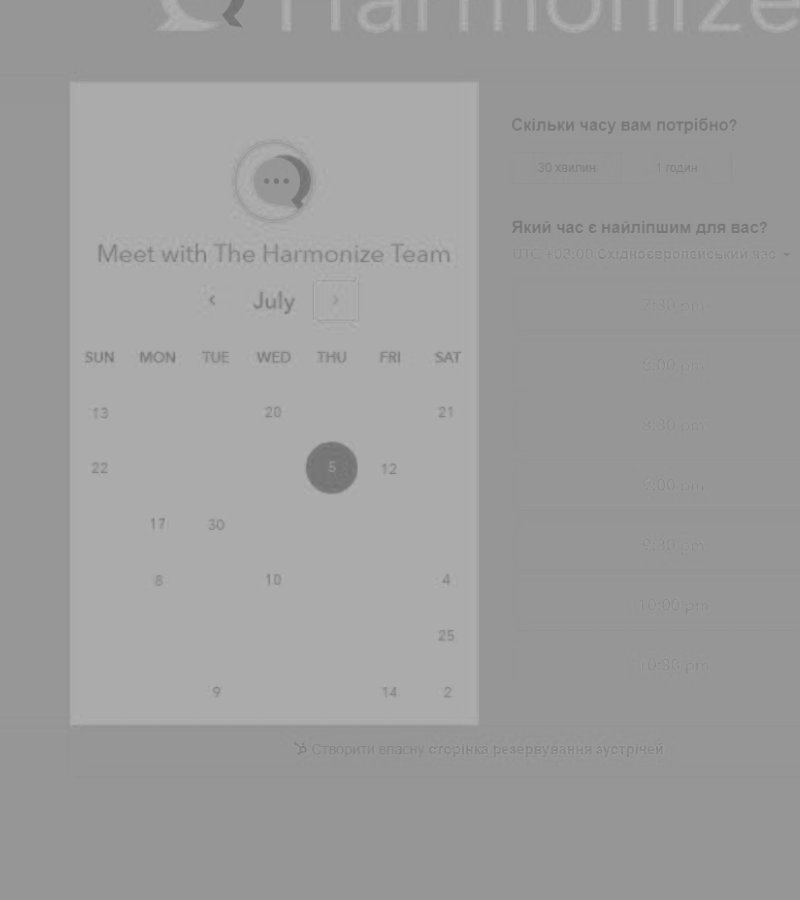 Harmonize
Meet with The Harmonize Team
‹ July ›
SUN MON TUE WED THU FRI SAT
13 20 21
22 5 12
17 30
8 10 4
25
9 14 2
Скільки часу вам потрібно?
30 хвилин 1 годин
Який час є найліпшим для вас?
UTC +03:00 Східноєвропейський час
7:30 pm
8:00 pm
8:30 pm
9:00 pm
9:30 pm
10:00 pm
10:30 pm
Створити власну сторінка резервування зустрічей